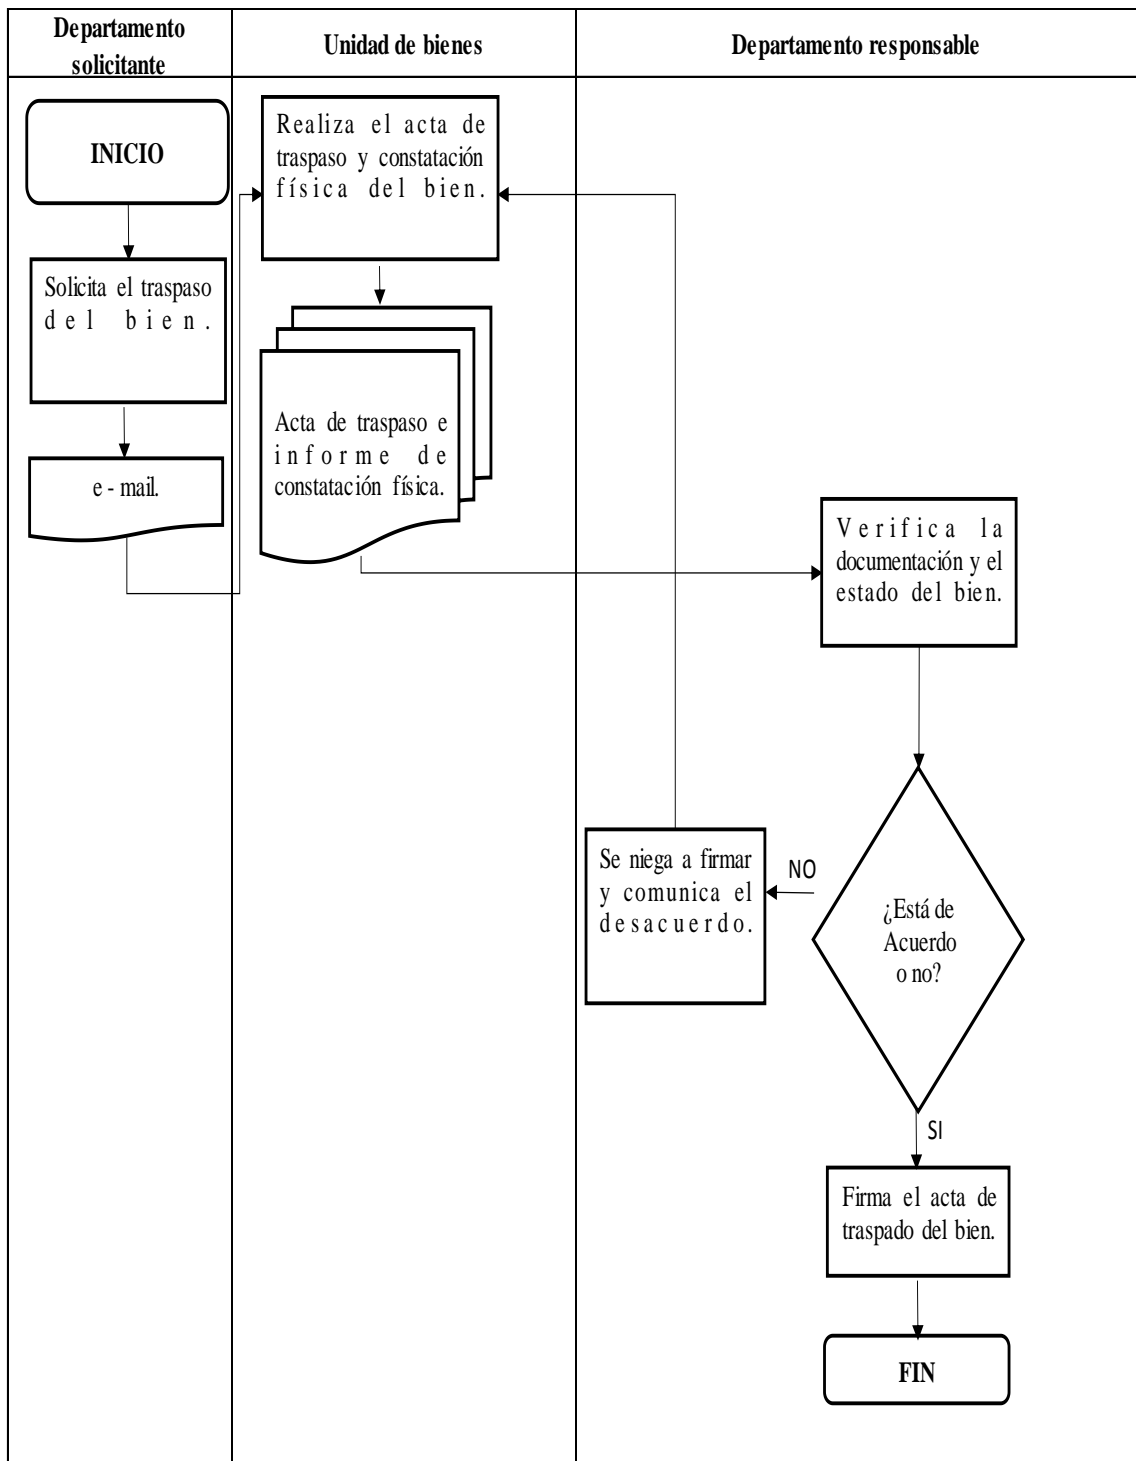 Departamento
solicitante
Unidad de bienes
Departamento responsable
INICIO
Solicita el traspaso
del bien.
e - mail.
Realiza el acta de
traspaso y constatación
física del bien.
Acta de traspaso e
informe de
constatación física.
Verifica la
documentación y el
estado del bien.
¿Está de
Acuerdo
o no?
NO
Se niega a firmar
y comunica el
desacuerdo.
SI
Firma el acta de
traspado del bien.
FIN